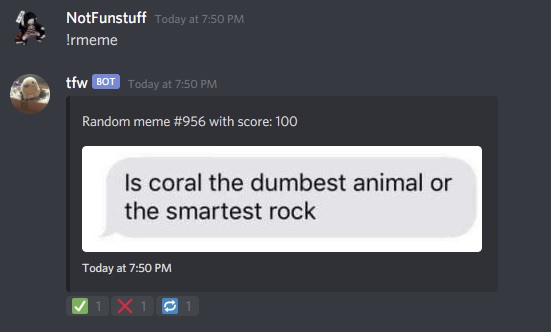 NotFunstuff Today at 7:50 PM
!rmeme
tfw BOT Today at 7:50 PM
Random meme #956 with score: 100
Is coral the dumbest animal or
the smartest rock
Today at 7:50 PM
1 1 1